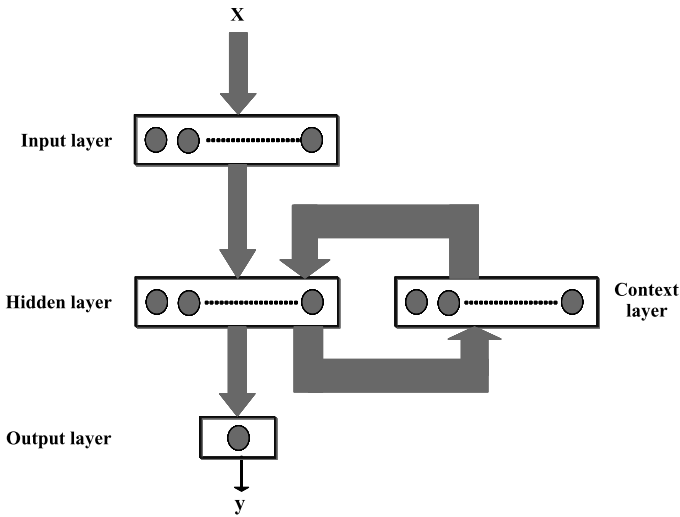 X
Input layer
Hidden layer
Context
layer
Output layer
y